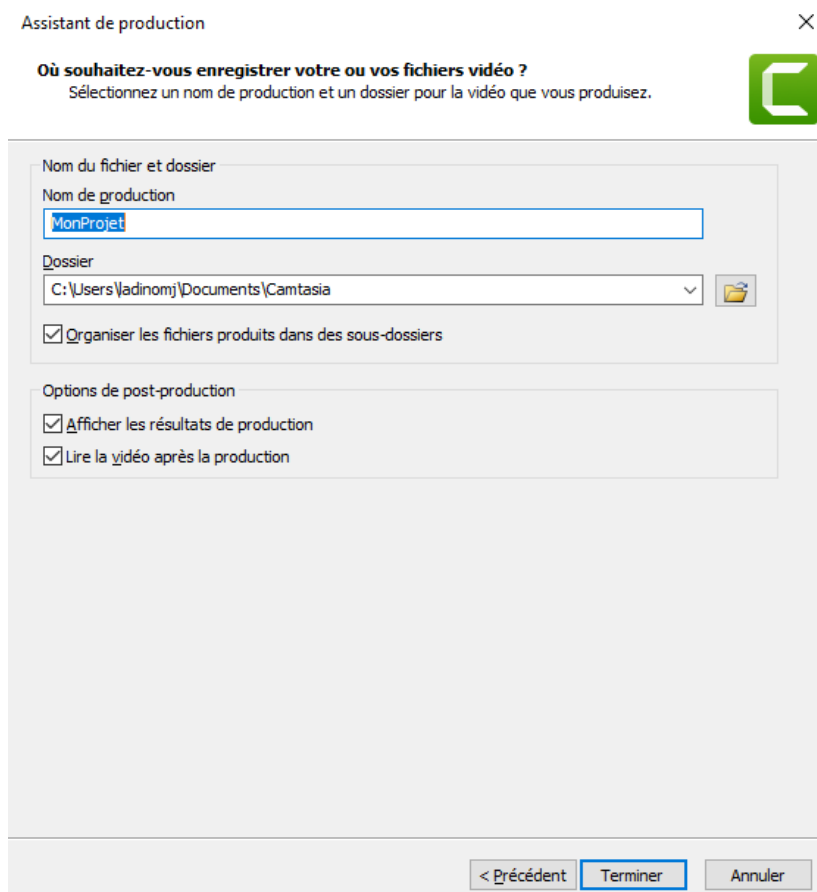 Assistant de production
Où souhaitez-vous enregistrer votre ou vos fichiers vidéo ?
Sélectionnez un nom de production et un dossier pour la vidéo que vous produisez.
Nom du fichier et dossier
Nom de production
MonProjet
Dossier
C:\Users\ladinomj\Documents\Camtasia
Organiser les fichiers produits dans des sous-dossiers
Options de post-production
Afficher les résultats de production
Lire la vidéo après la production
< Précédent Terminer Annuler